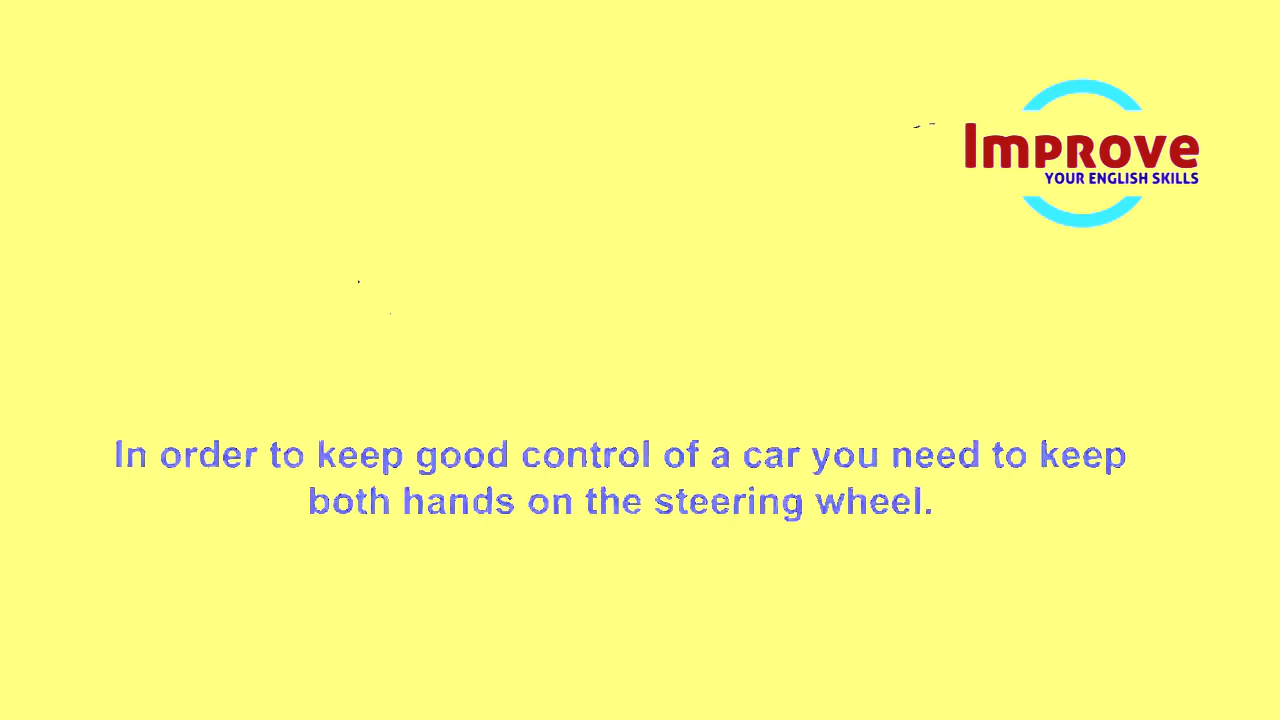 Improve
YOUR ENGLISH SKILLS
In order to keep good control of a car you need to keep
both hands on the steering wheel.